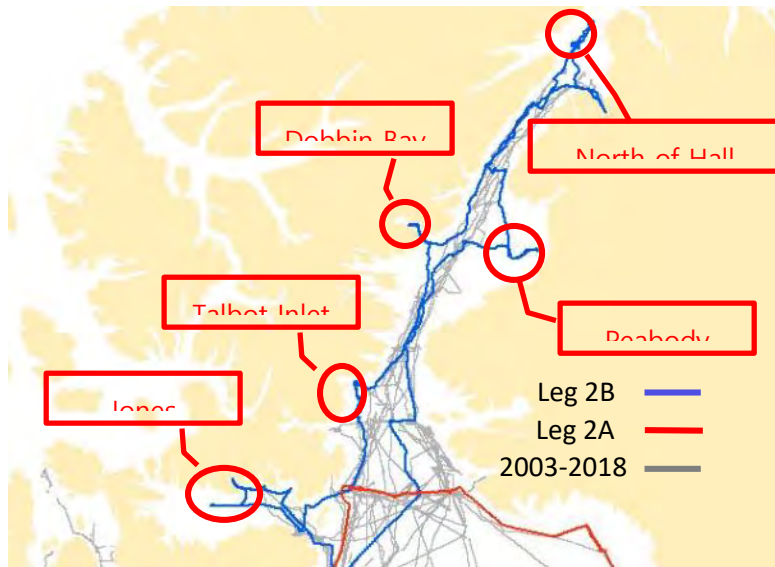 Dobbin Bay
North of Hall
Talbot Inlet
Peabody
Jones
Leg 2B
Leg 2A
2003-2018